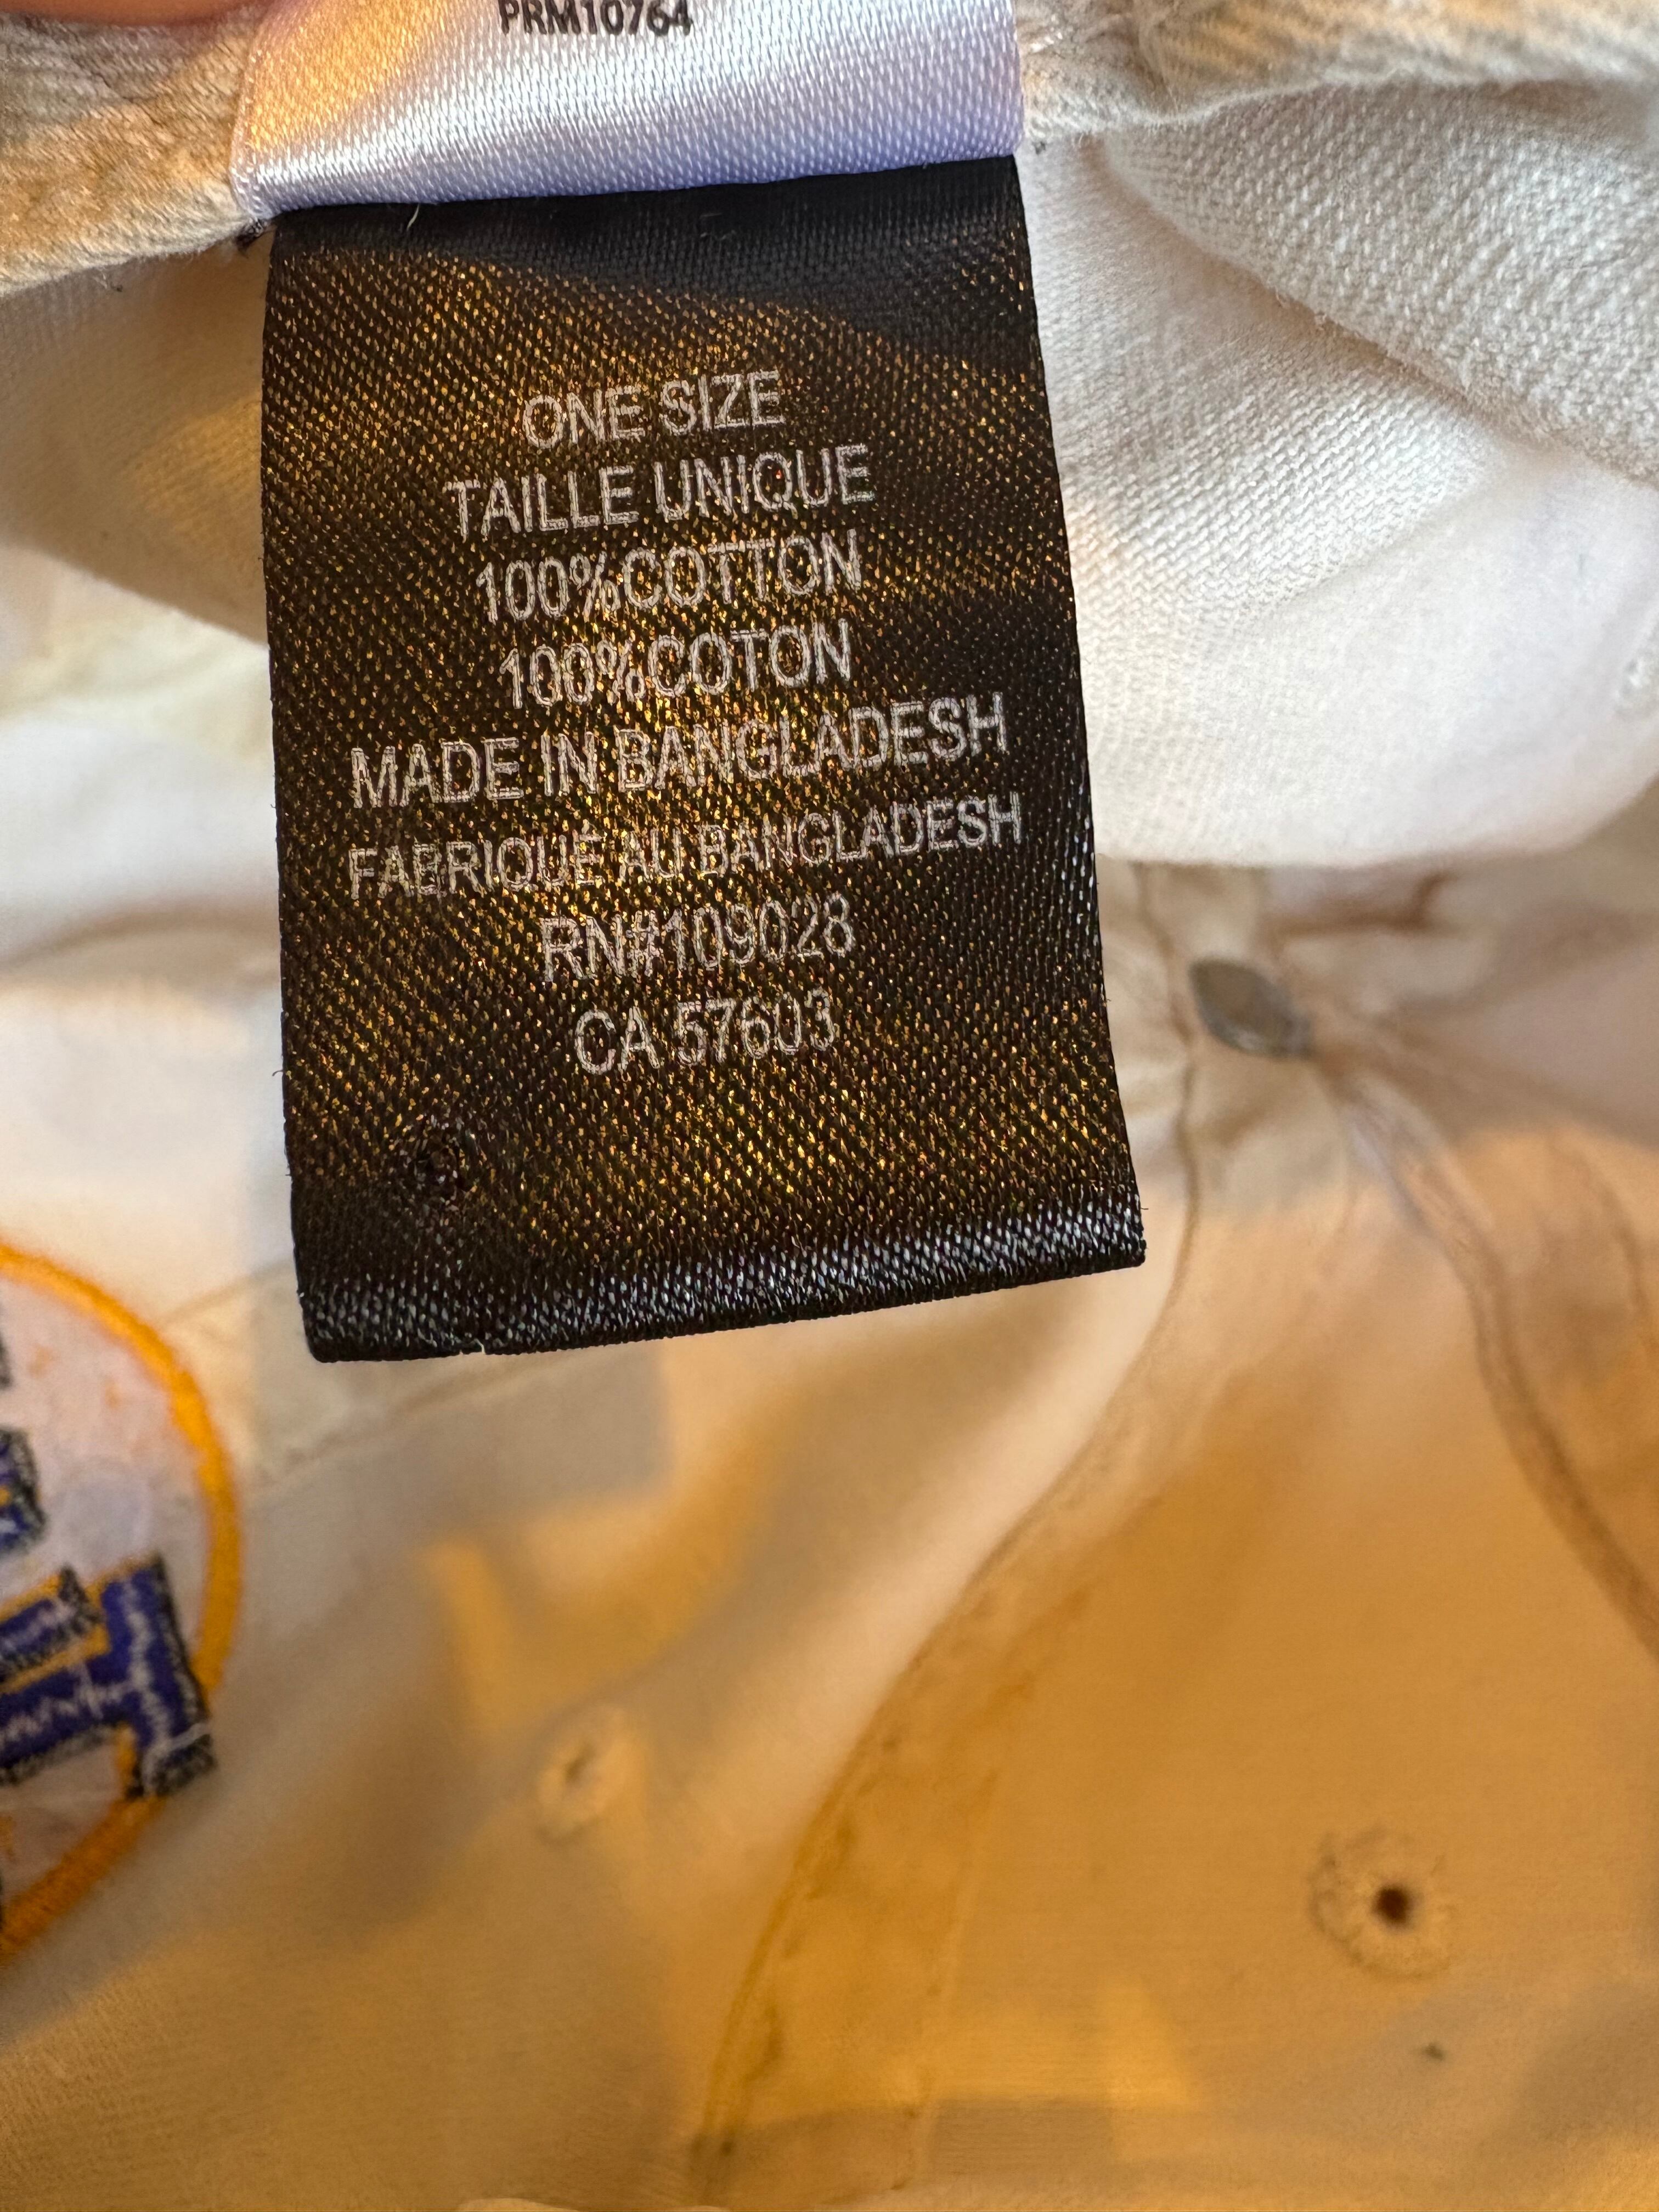 PRM10764
ONE SIZE
TAILLE UNIQUE
100%COTTON
100%COTON
MADE IN BANGLADESH
FABRIQUÉ AU BANGLADESH
RN#109028
CA 57603